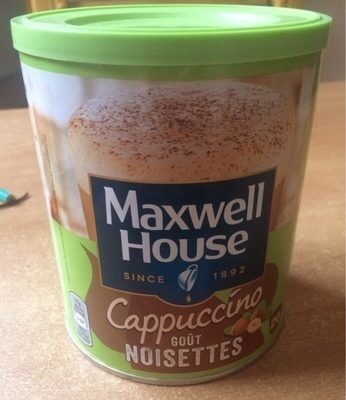 Maxwell
House
SINCE 1892
Cappuccino
GOÛT
NOISETTES